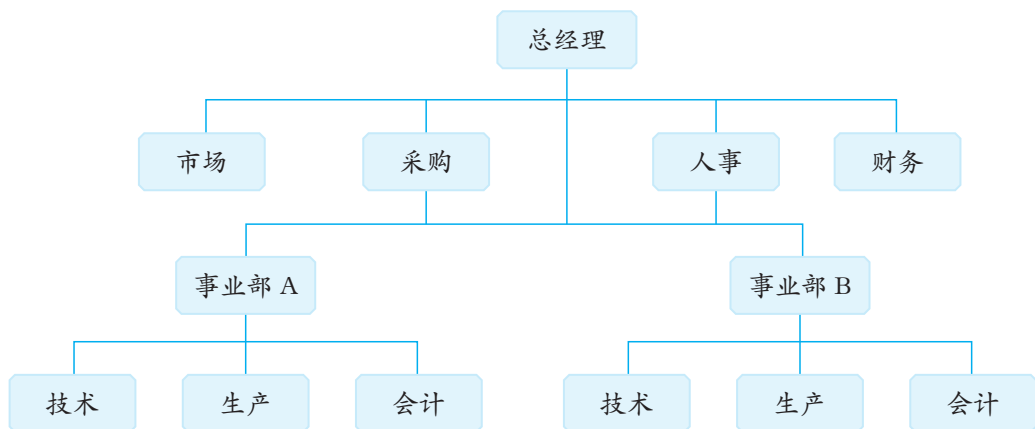 总经理
市场
采购
人事
财务
事业部 A
事业部 B
技术
生产
会计
技术
生产
会计